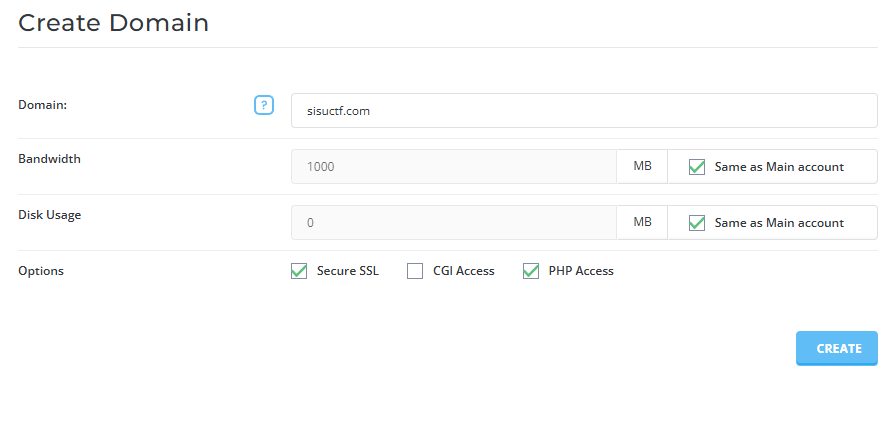 Create Domain
Domain: ? sisuctf.com
Bandwidth 1000 MB Same as Main account
Disk Usage 0 MB Same as Main account
Options Secure SSL CGI Access PHP Access
CREATE